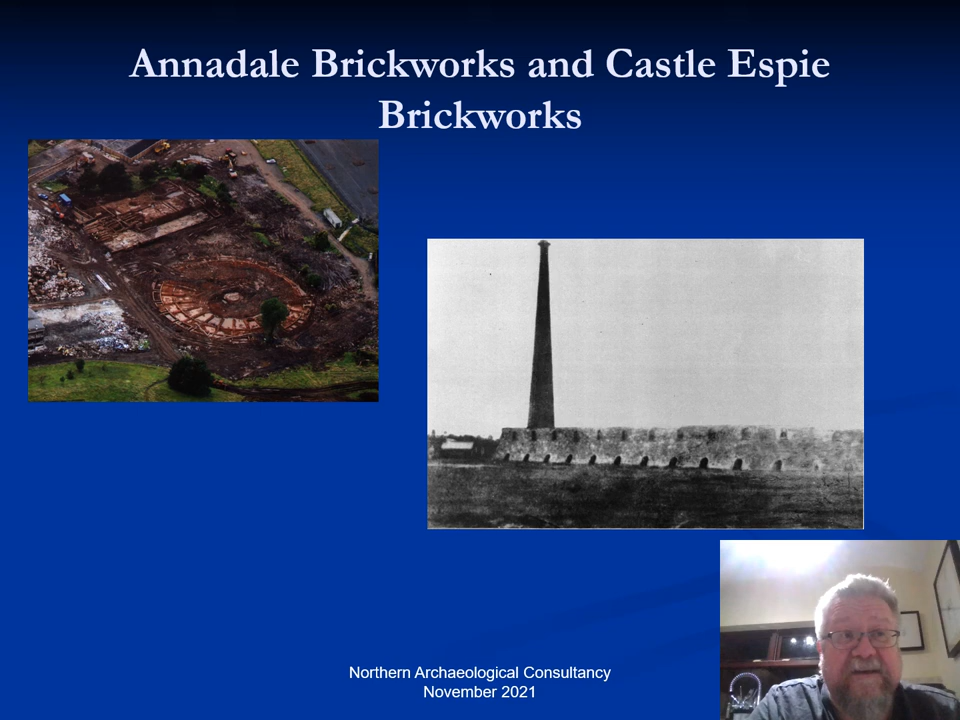 Annadale Brickworks and Castle Espie
Brickworks
Northern Archaeological Consultancy
November 2021